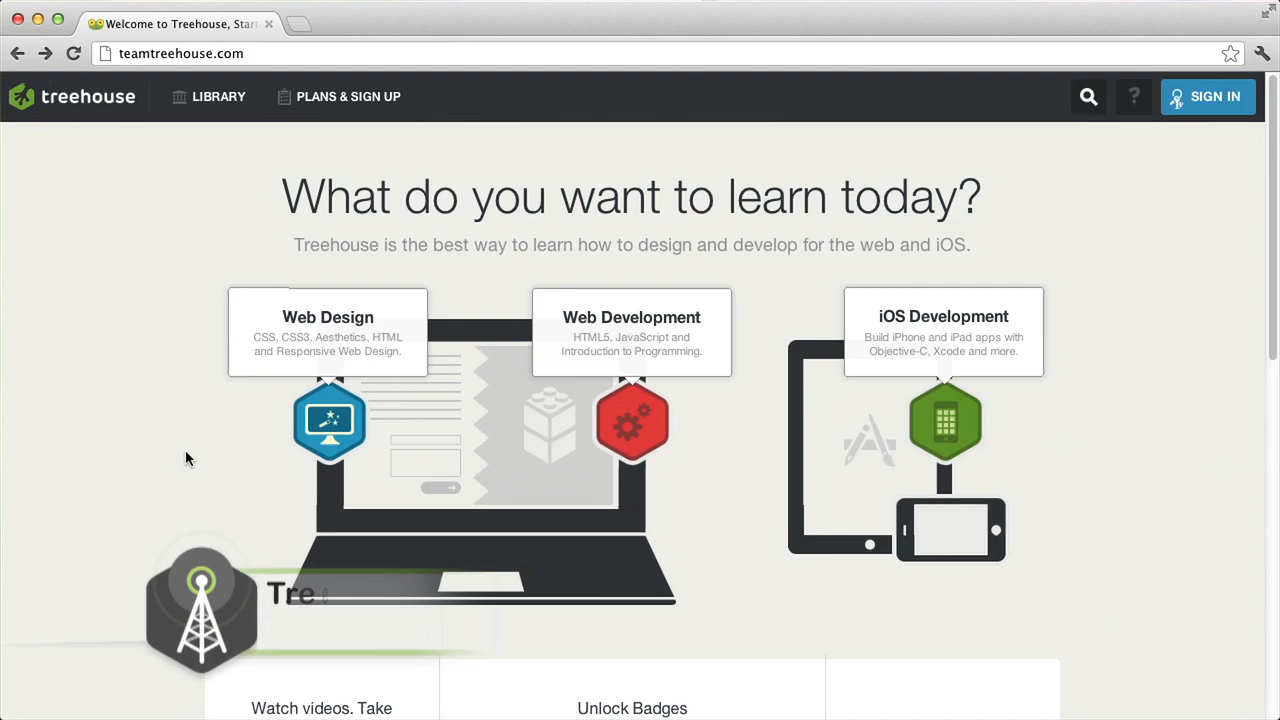 Welcome to Treehouse, Start
teamtreehouse.com
treehouse
LIBRARY
PLANS & SIGN UP
?
SIGN IN
What do you want to learn today?
Treehouse is the best way to learn how to design and develop for the web and iOS.
Web Design
CSS, CSS3, Aesthetics, HTML
and Responsive Web Design.
Web Development
HTML5, JavaScript and
Introduction to Programming.
iOS Development
Build iPhone and iPad apps with
Objective-C, Xcode and more.
Tre
Watch videos. Take
Unlock Badges